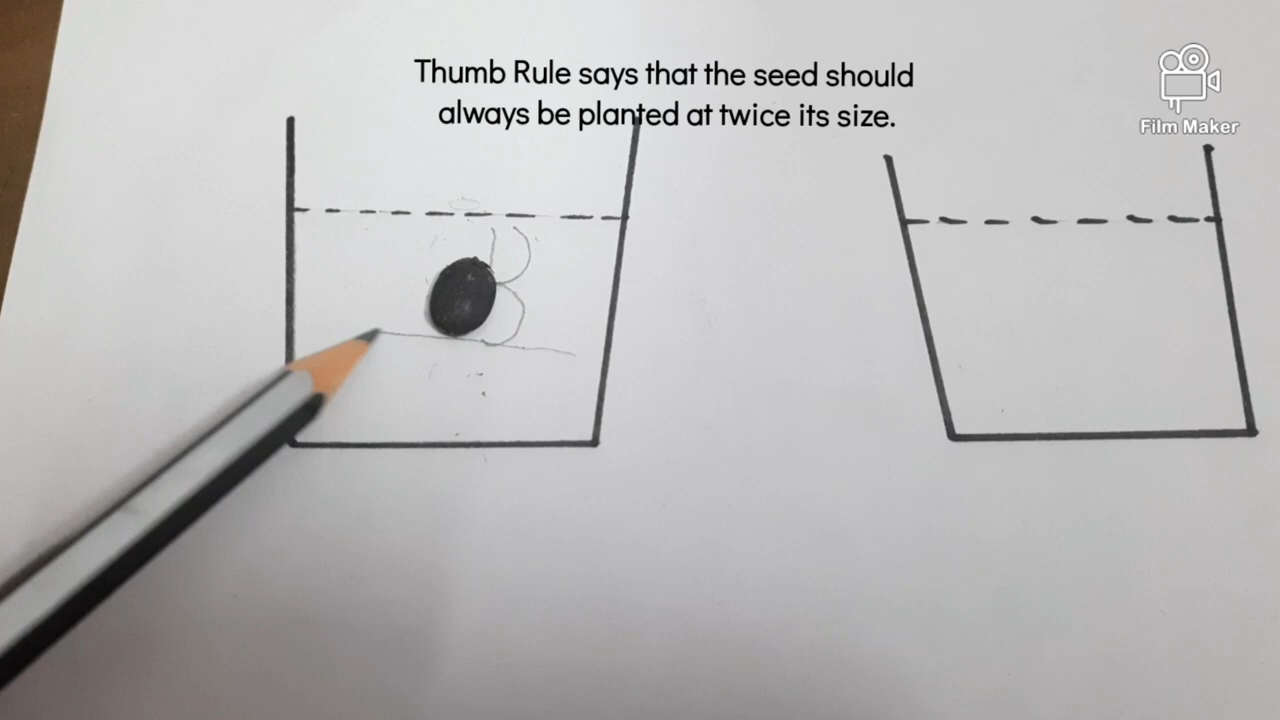 Thumb Rule says that the seed should
always be planted at twice its size.
Film Maker